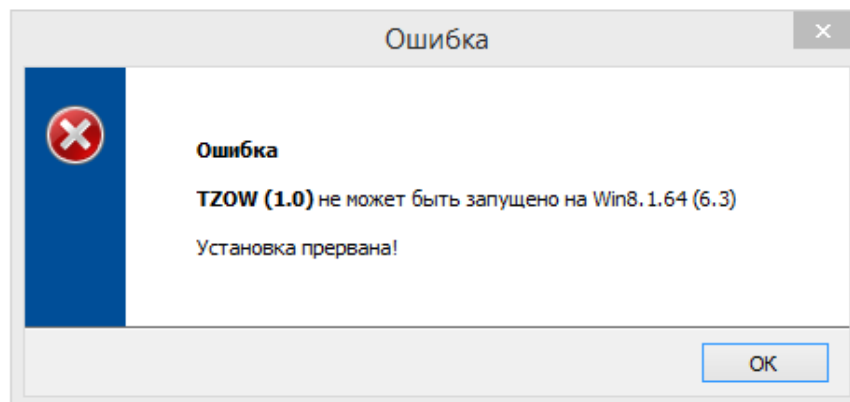 Ошибка
Ошибка
TZOW (1.0) не может быть запущено на Win8.1.64 (6.3)
Установка прервана!
OK